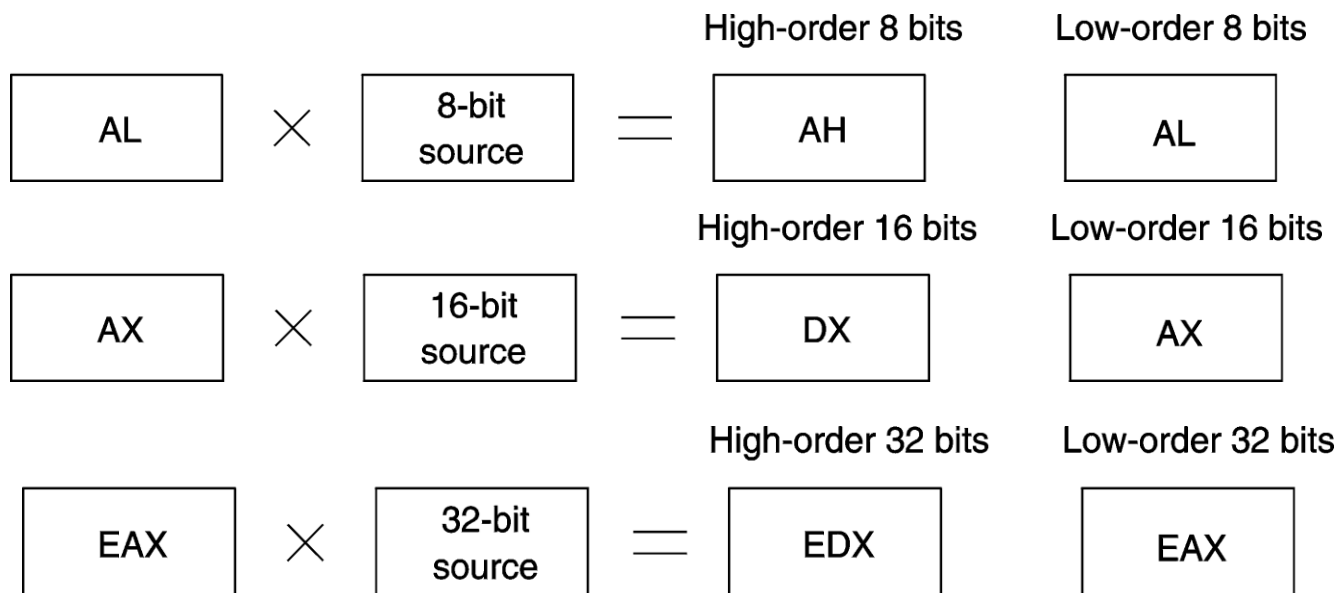 High-order 8 bits Low-order 8 bits
AL × 8-bit source = AH AL
High-order 16 bits Low-order 16 bits
AX × 16-bit source = DX AX
High-order 32 bits Low-order 32 bits
EAX × 32-bit source = EDX EAX